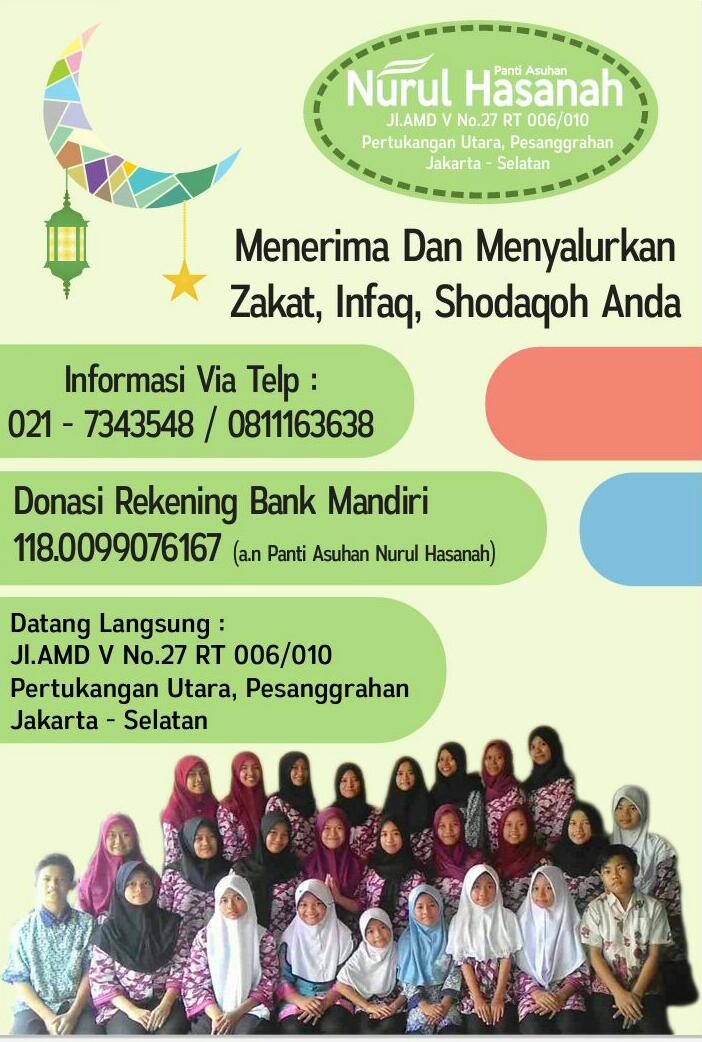 Panti Asuhan
Nurul Hasanah
Jl.AMD V No.27 RT 006/010
Pertukangan Utara, Pesanggrahan
Jakarta - Selatan
Menerima Dan Menyalurkan
Zakat, Infaq, Shodaqoh Anda
Informasi Via Telp :
021 - 7343548 / 0811163638
Donasi Rekening Bank Mandiri
118.0099076167 (a.n Panti Asuhan Nurul Hasanah)
Datang Langsung :
Jl.AMD V No.27 RT 006/010
Pertukangan Utara, Pesanggrahan
Jakarta - Selatan